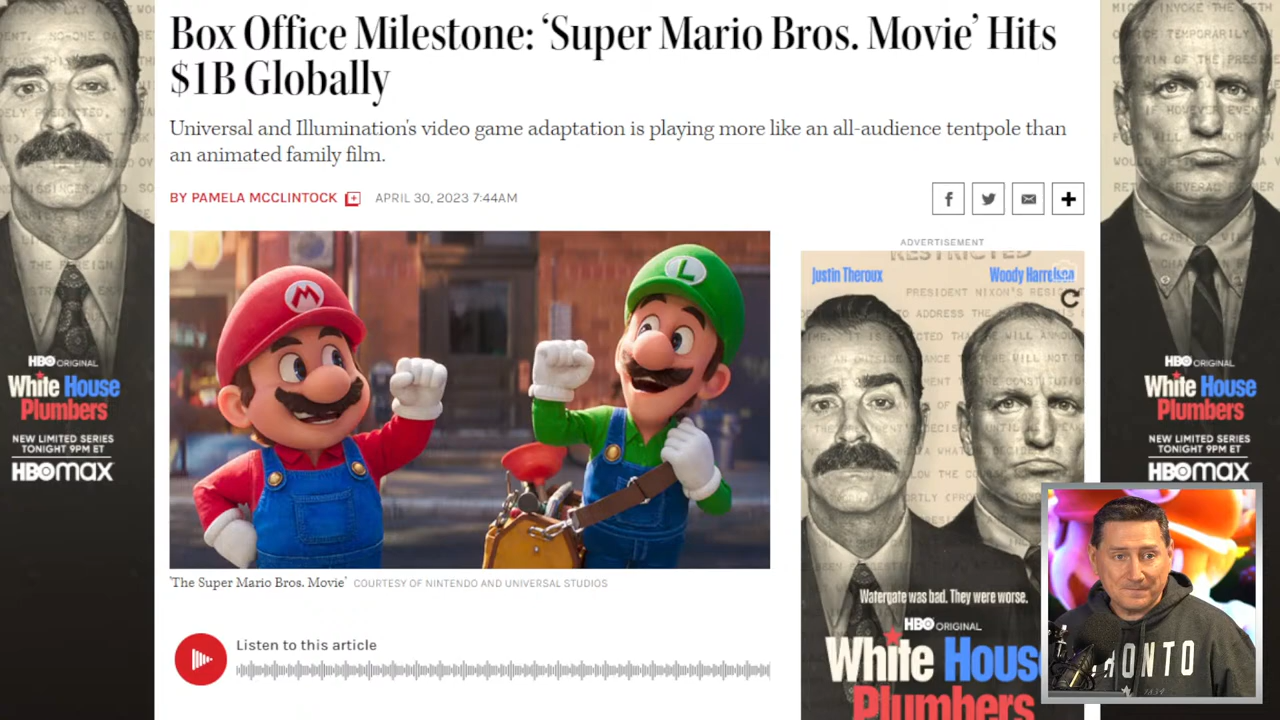 Box Office Milestone: ‘Super Mario Bros. Movie’ Hits
$1B Globally
Universal and Illumination's video game adaptation is playing more like an all-audience tentpole than
an animated family film.
BY PAMELA MCCLINTOCK
APRIL 30, 2023 7:44AM
ADVERTISEMENT
RESTRICTED
Justin Theroux
Woody Harrelson
M
L
'The Super Mario Bros. Movie' COURTESY OF NINTENDO AND UNIVERSAL STUDIOS
Listen to this article
HBO ORIGINAL
White House
Plumbers
NEW LIMITED SERIES
TONIGHT 9PM ET
HBOMAX
Watergate was bad. They were worse.
HBO ORIGINAL
White Hous
Plumbers
HBO ORIGINAL
White House
Plumbers
NEW LIMITED SERIES
TONIGHT 9PM ET
HBOMAX
RONTO